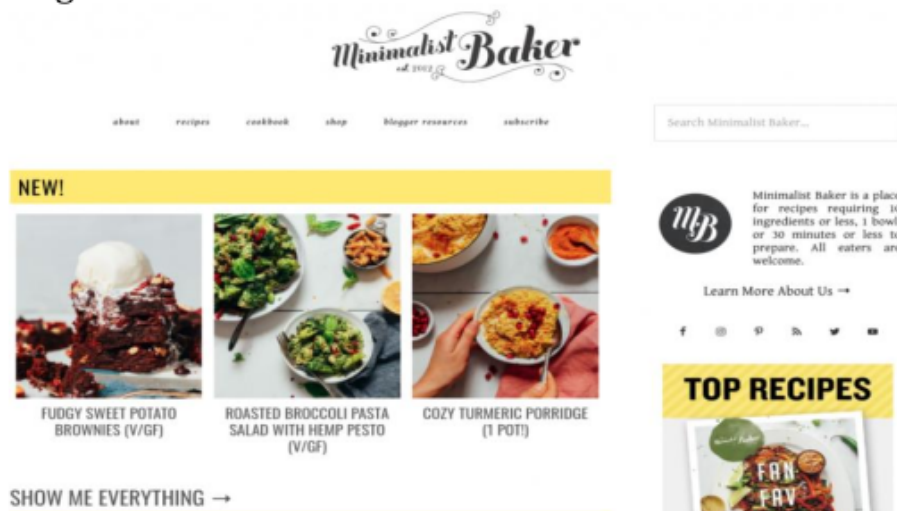 Minimalist Baker
est. 2012
about recipes cookbook shop blogger resources subscribe
Search Minimalist Baker...
NEW!
MB
Minimalist Baker is a place
for recipes requiring 10
ingredients or less, 1 bowl
or 30 minutes or less to
prepare. All eaters are
welcome.
Learn More About Us →
FUDGY SWEET POTATO
BROWNIES (V/GF)
ROASTED BROCCOLI PASTA
SALAD WITH HEMP PESTO
(V/GF)
COZY TURMERIC PORRIDGE
(1 POT!)
TOP RECIPES
FAN
FAV
SHOW ME EVERYTHING →